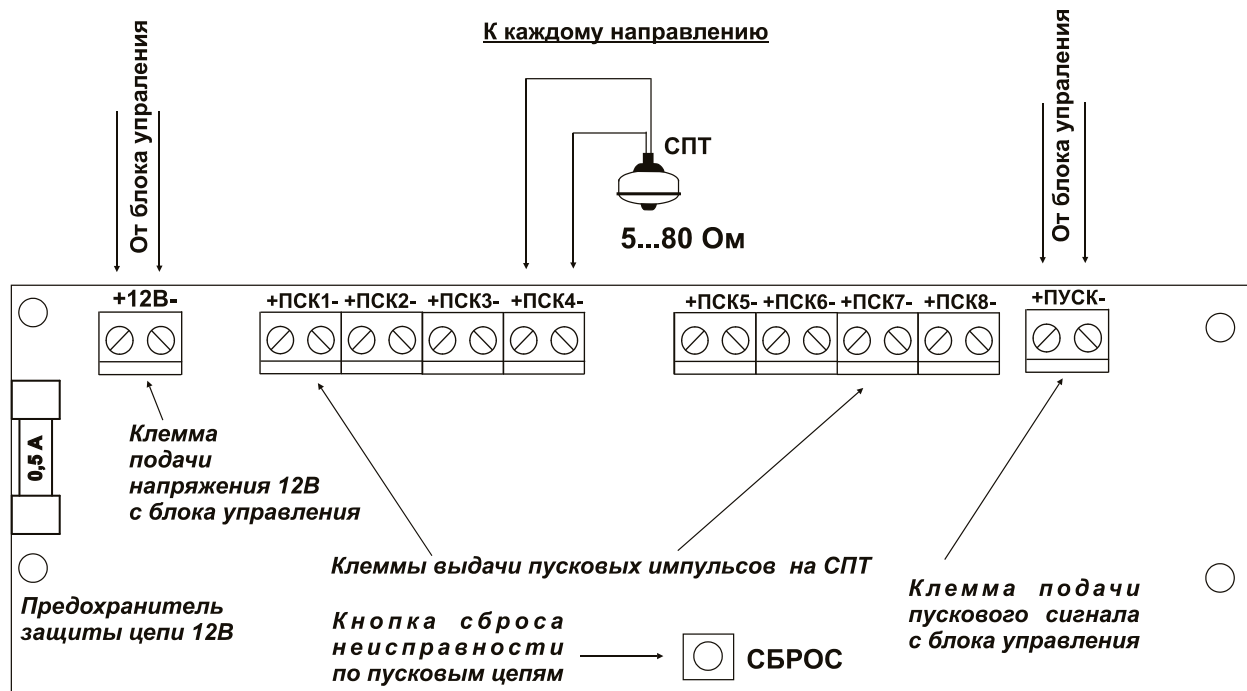 От блока упраления
К каждому направлению
От блока упраления
СПТ
5...80 Ом
+12В-
+ПСК1-
+ПСК2-
+ПСК3-
+ПСК4-
+ПСК5-
+ПСК6-
+ПСК7-
+ПСК8-
+ПУСК-
0,5 А
Клемма
подачи
напряжения 12В
с блока управления
Клеммы выдачи пусковых импульсов на СПТ
Предохранитель
защиты цепи 12В
Кнопка сброса
неисправности
по пусковым цепям
СБРОС
Клемма подачи
пускового сигнала
с блока управления